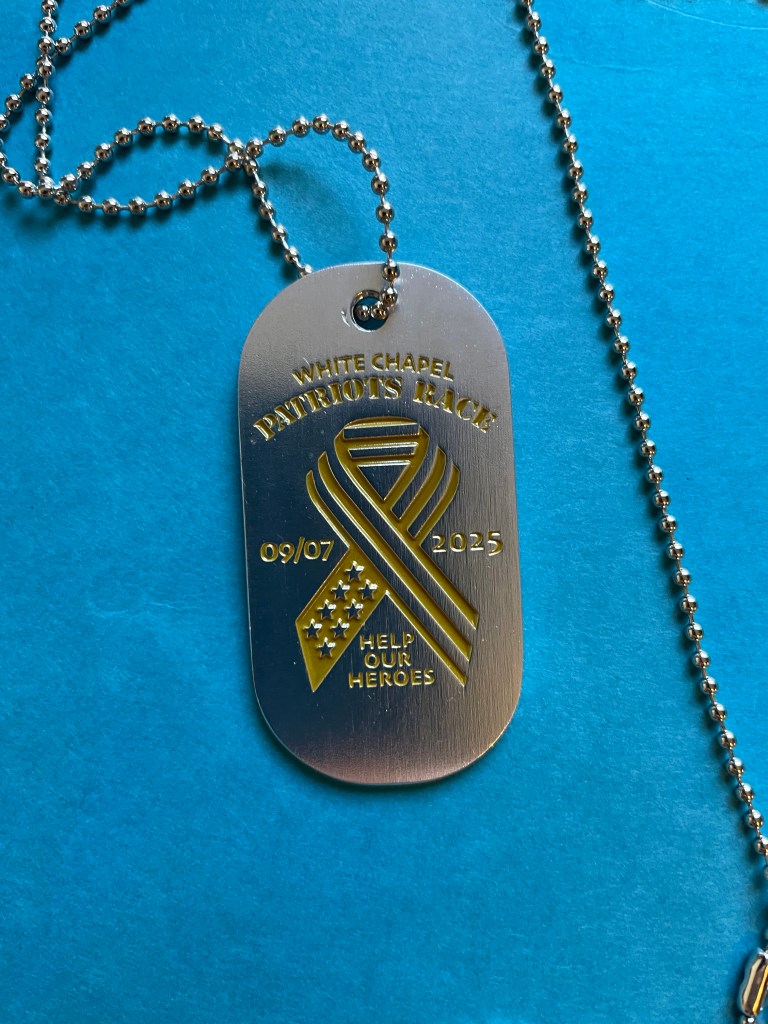 WHITE CHAPEL
PATRIOTS RACE
09/07 2025
HELP
OUR
HEROES